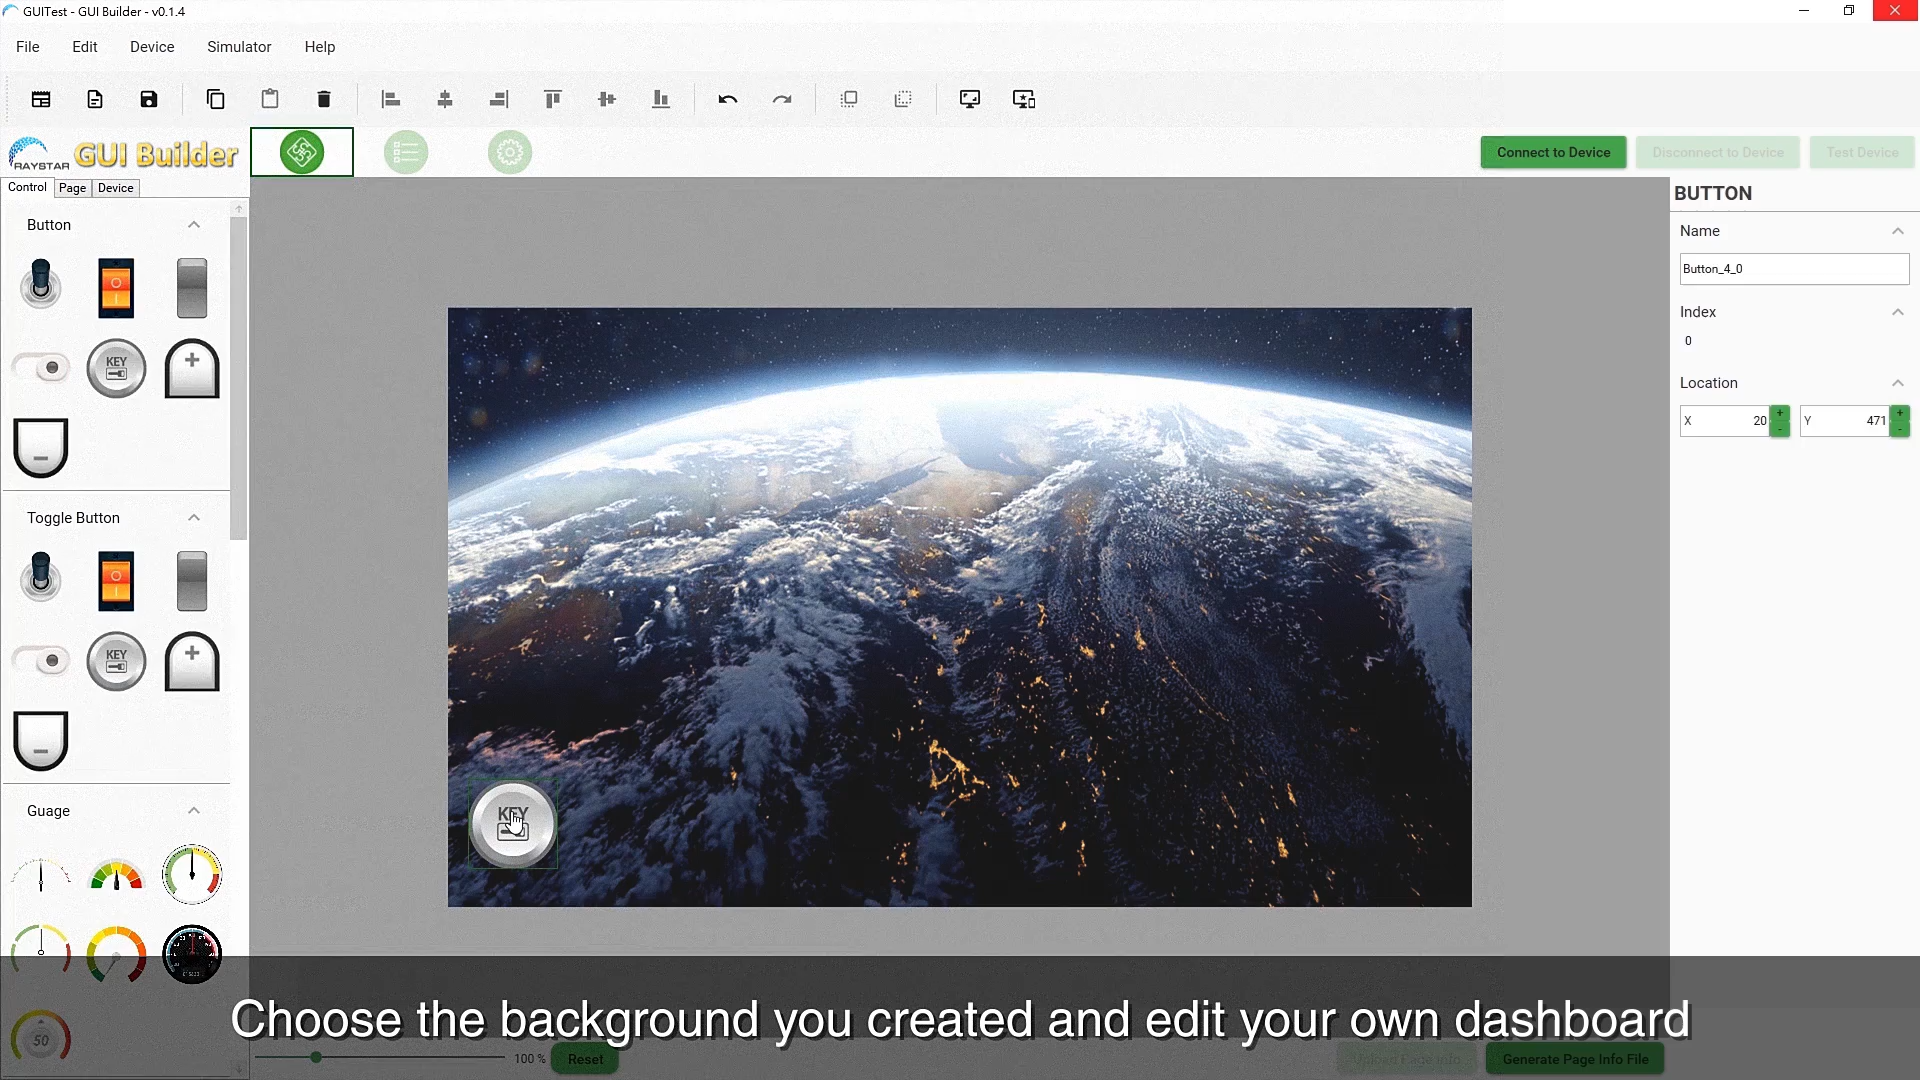 GUITest - GUI Builder - v0.1.4
File Edit Device Simulator Help
RAYSTAR GUI Builder
Connect to Device Disconnect to Device Test Device
Control Page Device
BUTTON
Button
Name
Button_4_0
Index
0
KEY
Location
X 20 + - Y 471 + -
Toggle Button
KEY
Guage
KEY
50
Choose the background you created and edit your own dashboard
100 % Reset
Upload Page Info Generate Page Info File